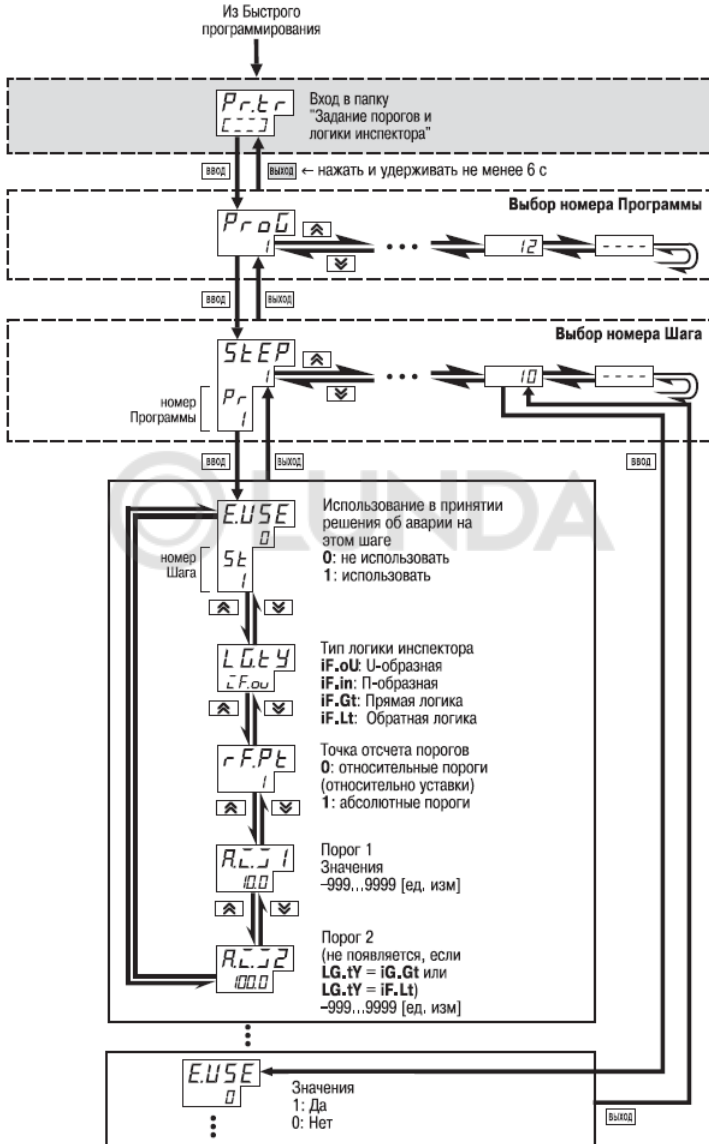 Из Быстрого
программирования
Pr.tr
[---]
Вход в папку
"Задание порогов и
логики инспектора"
ввод
выход ← нажать и удерживать не менее 6 с
Выбор номера Программы
ProG
1
• • •
12
- - - -
ввод
выход
Выбор номера Шага
StEP
1
• • •
10
- - - -
номер
Программы
Pr
1
ввод
выход
ввод
LUNDA
E.USE
0
номер
Шага
St
1
Использование в принятии
решения об аварии на
этом шаге
0: не использовать
1: использовать
LG.tY
iF.ou
Тип логики инспектора
iF.oU: U-образная
iF.in: П-образная
iF.Gt: Прямая логика
iF.Lt: Обратная логика
rF.Pt
1
Точка отсчета порогов
0: относительные пороги
(относительно уставки)
1: абсолютные пороги
10.0
Порог 1
Значения
–999...9999 [ед. изм]
100.0
Порог 2
(не появляется, если
LG.tY = iG.Gt или
LG.tY = iF.Lt)
–999...9999 [ед. изм]
E.USE
0
Значения
1: Да
0: Нет
выход